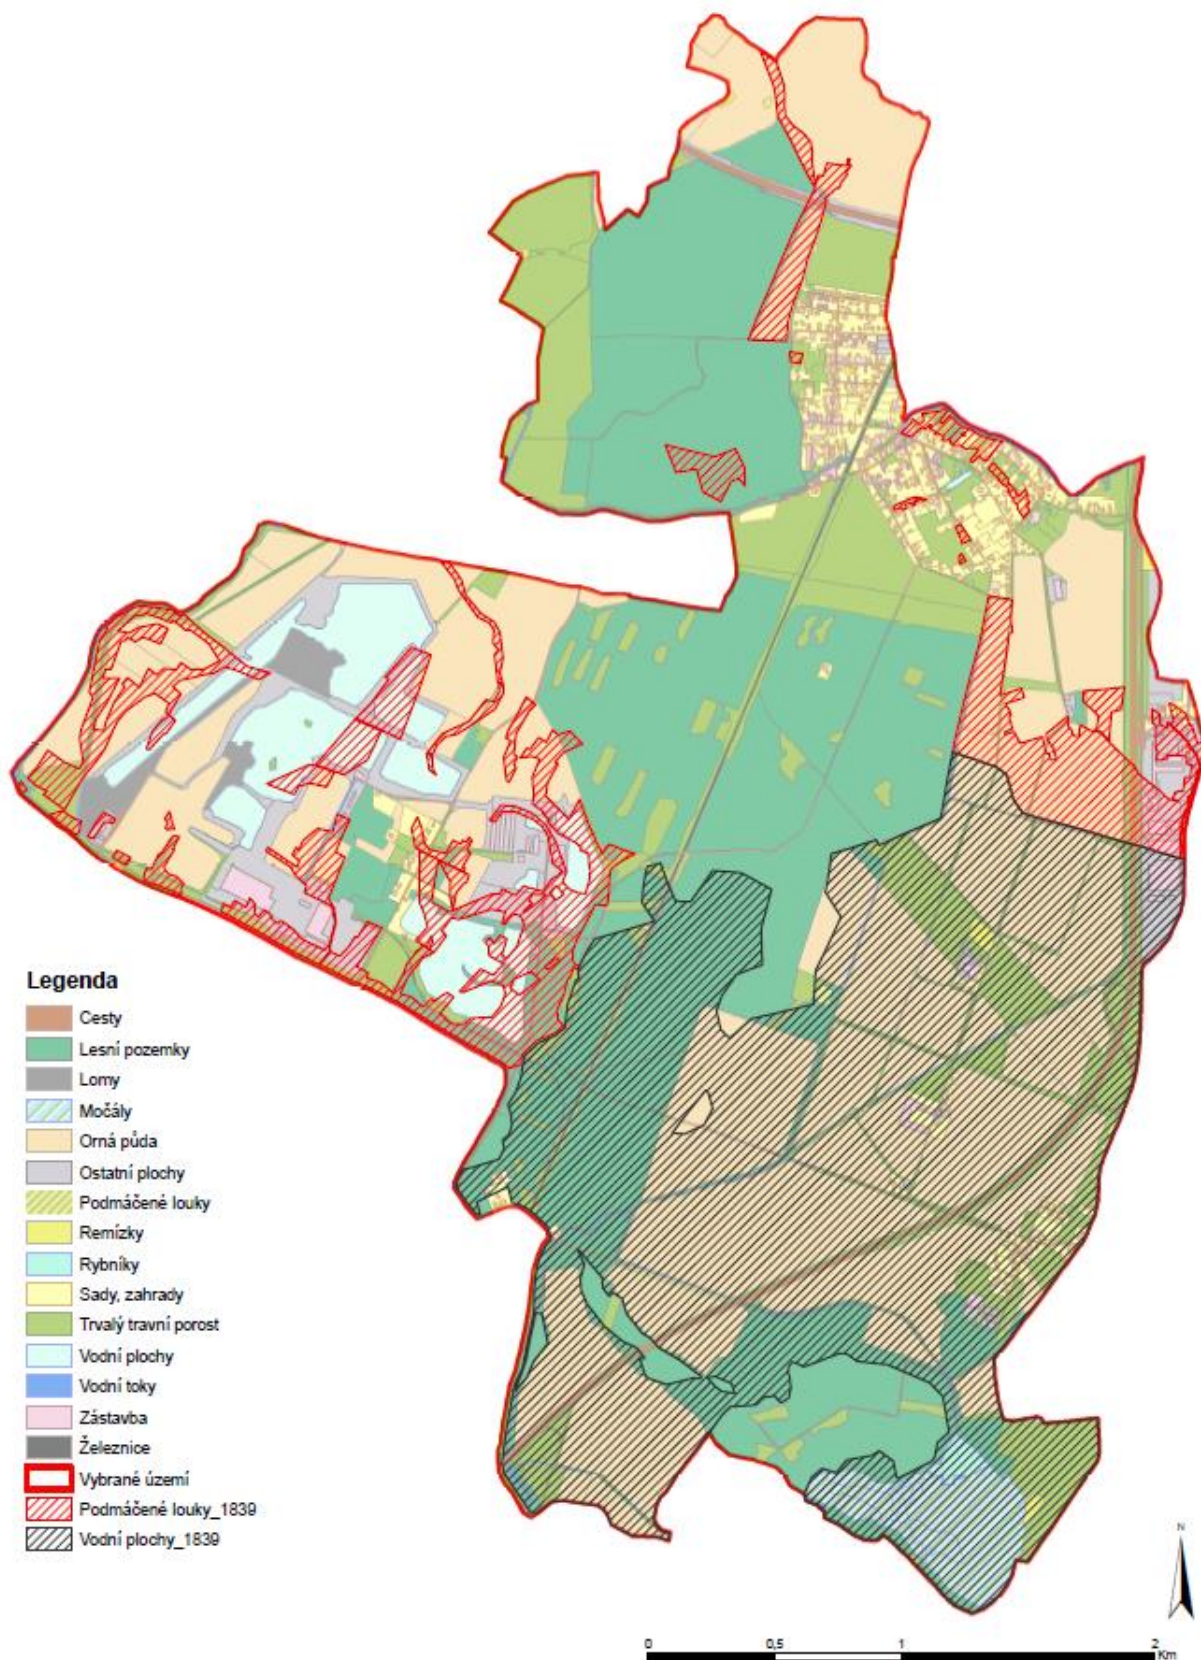 Legenda
Cesty
Lesní pozemky
Lomy
Močály
Orná půda
Ostatní plochy
Podmáčené louky
Remízky
Rybníky
Sady, zahrady
Trvalý travní porost
Vodní plochy
Vodní toky
Zástavba
Železnice
Vybrané území
Podmáčené louky_1839
Vodní plochy_1839
N
0 0,5 1 2
Km